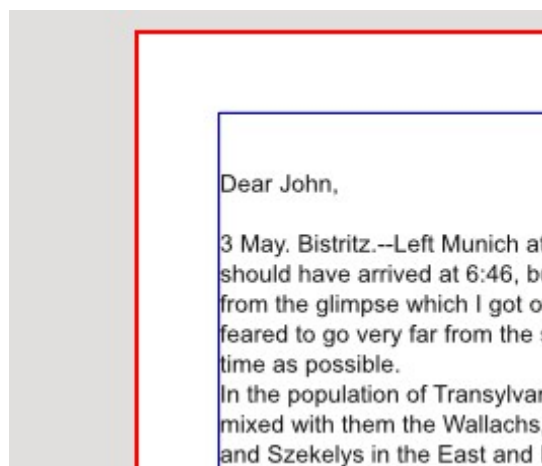 Dear John,
3 May. Bistritz.--Left Munich at
should have arrived at 6:46, bu
from the glimpse which I got o
feared to go very far from the s
time as possible.
In the population of Transylvan
mixed with them the Wallachs,
and Szekelys in the East and